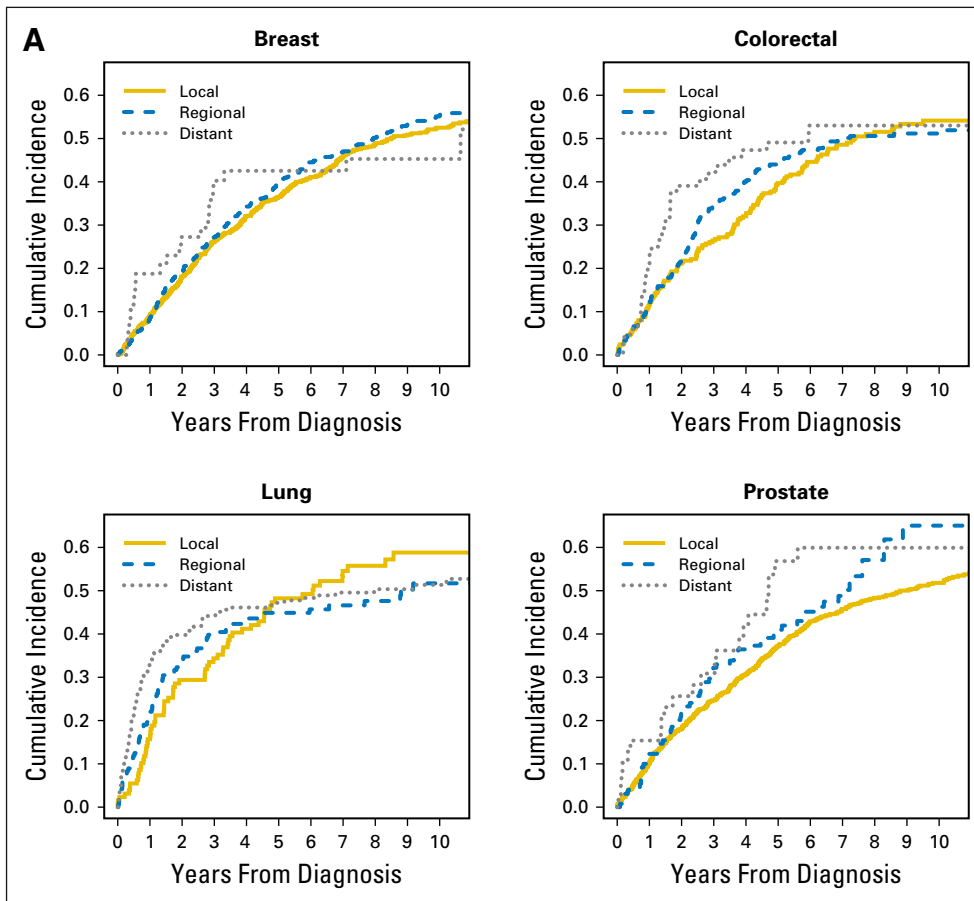 A
Breast
Cumulative Incidence
0.6
0.5
0.4
0.3
0.2
0.1
0.0
Local
Regional
Distant
0 1 2 3 4 5 6 7 8 9 10
Years From Diagnosis
Colorectal
Cumulative Incidence
0.6
0.5
0.4
0.3
0.2
0.1
0.0
Local
Regional
Distant
0 1 2 3 4 5 6 7 8 9 10
Years From Diagnosis
Lung
Cumulative Incidence
0.6
0.5
0.4
0.3
0.2
0.1
0.0
Local
Regional
Distant
0 1 2 3 4 5 6 7 8 9 10
Years From Diagnosis
Prostate
Cumulative Incidence
0.6
0.5
0.4
0.3
0.2
0.1
0.0
Local
Regional
Distant
0 1 2 3 4 5 6 7 8 9 10
Years From Diagnosis